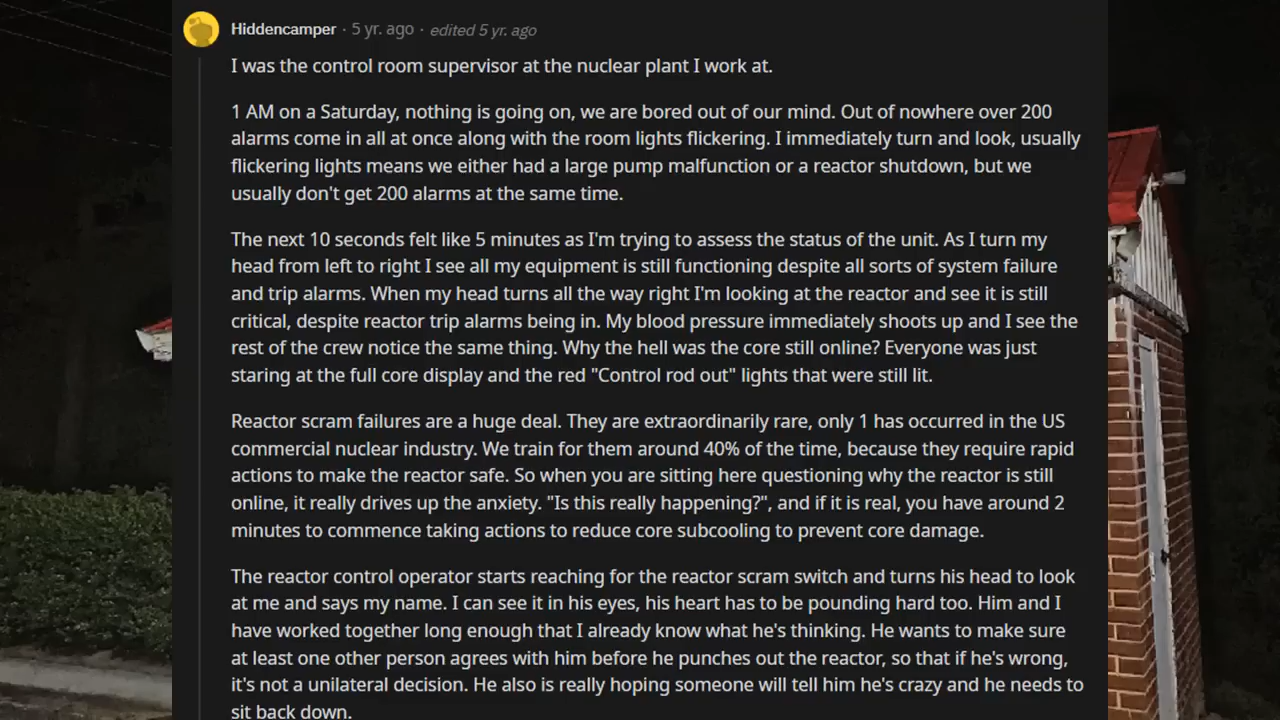 Hiddencamper · 5 yr. ago · edited 5 yr. ago
I was the control room supervisor at the nuclear plant I work at.
1 AM on a Saturday, nothing is going on, we are bored out of our mind. Out of nowhere over 200
alarms come in all at once along with the room lights flickering. I immediately turn and look, usually
flickering lights means we either had a large pump malfunction or a reactor shutdown, but we
usually don't get 200 alarms at the same time.
The next 10 seconds felt like 5 minutes as I'm trying to assess the status of the unit. As I turn my
head from left to right I see all my equipment is still functioning despite all sorts of system failure
and trip alarms. When my head turns all the way right I'm looking at the reactor and see it is still
critical, despite reactor trip alarms being in. My blood pressure immediately shoots up and I see the
rest of the crew notice the same thing. Why the hell was the core still online? Everyone was just
staring at the full core display and the red "Control rod out" lights that were still lit.
Reactor scram failures are a huge deal. They are extraordinarily rare, only 1 has occurred in the US
commercial nuclear industry. We train for them around 40% of the time, because they require rapid
actions to make the reactor safe. So when you are sitting here questioning why the reactor is still
online, it really drives up the anxiety. "Is this really happening?", and if it is real, you have around 2
minutes to commence taking actions to reduce core subcooling to prevent core damage.
The reactor control operator starts reaching for the reactor scram switch and turns his head to look
at me and says my name. I can see it in his eyes, his heart has to be pounding hard too. Him and I
have worked together long enough that I already know what he's thinking. He wants to make sure
at least one other person agrees with him before he punches out the reactor, so that if he's wrong,
it's not a unilateral decision. He also is really hoping someone will tell him he's crazy and he needs to
sit back down.